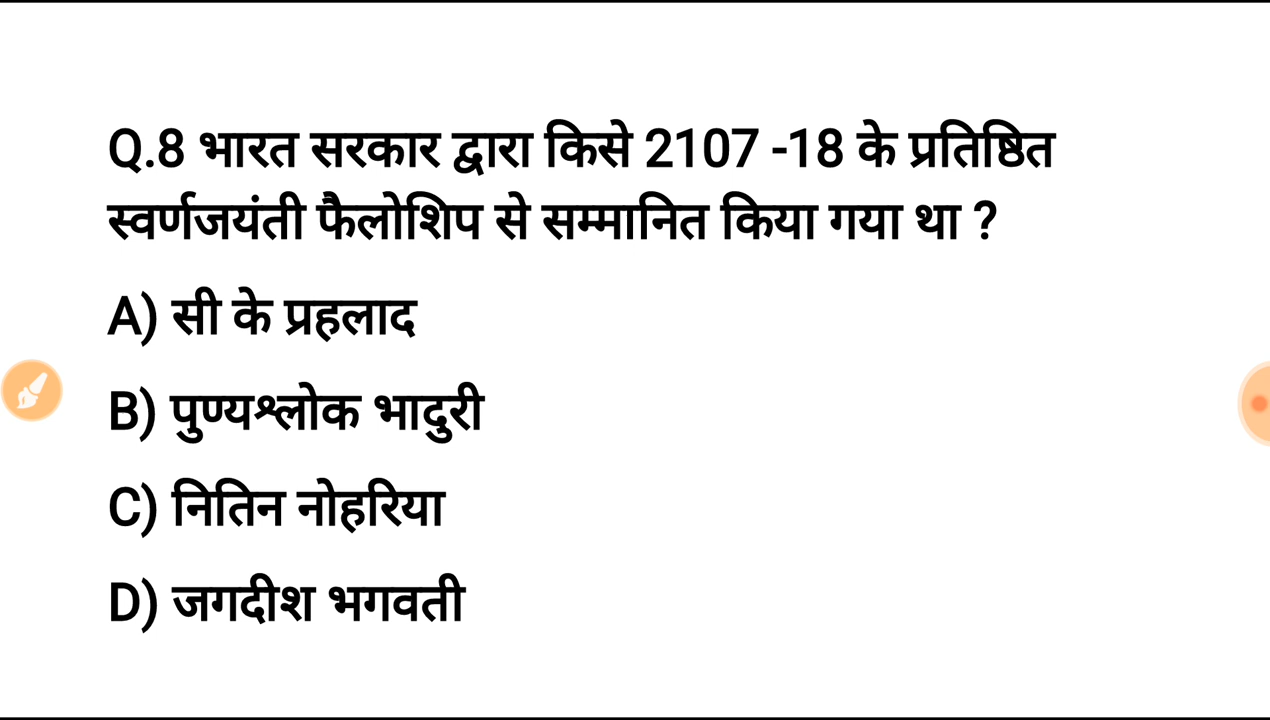 Q.8 भारत सरकार द्वारा किसे 2107 -18 के प्रतिष्ठित
स्वर्णजयंती फैलोशिप से सम्मानित किया गया था ?
A) सी के प्रहलाद
B) पुण्यश्लोक भादुरी
C) नितिन नोहरिया
D) जगदीश भगवती